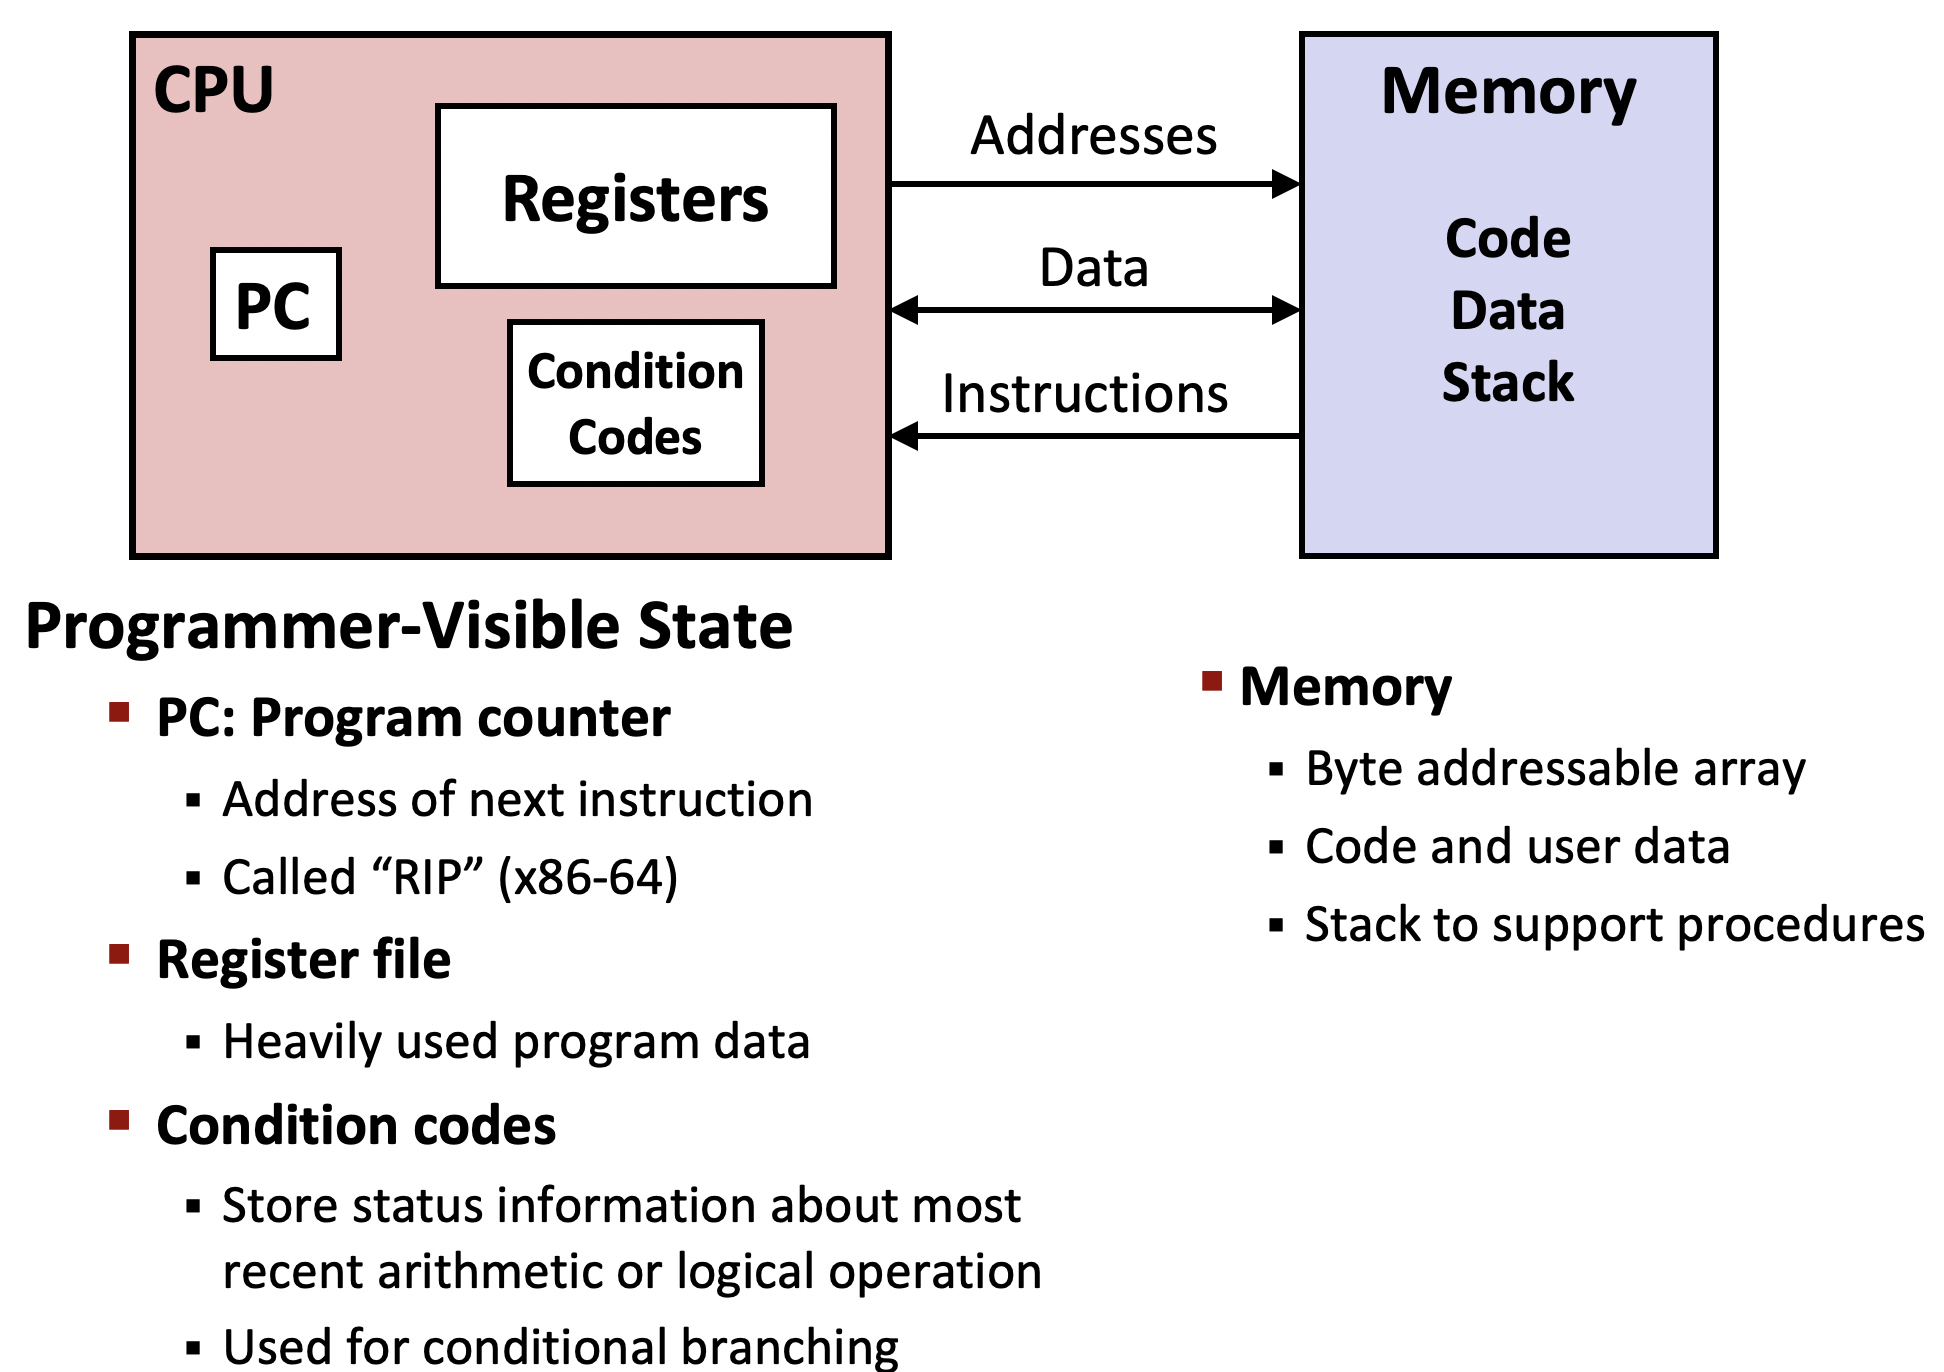 CPU
Registers
PC
Condition
Codes
Addresses
Data
Instructions
Memory
Code
Data
Stack
Programmer-Visible State
▪ PC: Program counter
▪ Address of next instruction
▪ Called “RIP” (x86-64)
▪ Register file
▪ Heavily used program data
▪ Condition codes
▪ Store status information about most
recent arithmetic or logical operation
▪ Used for conditional branching
▪ Memory
▪ Byte addressable array
▪ Code and user data
▪ Stack to support procedures